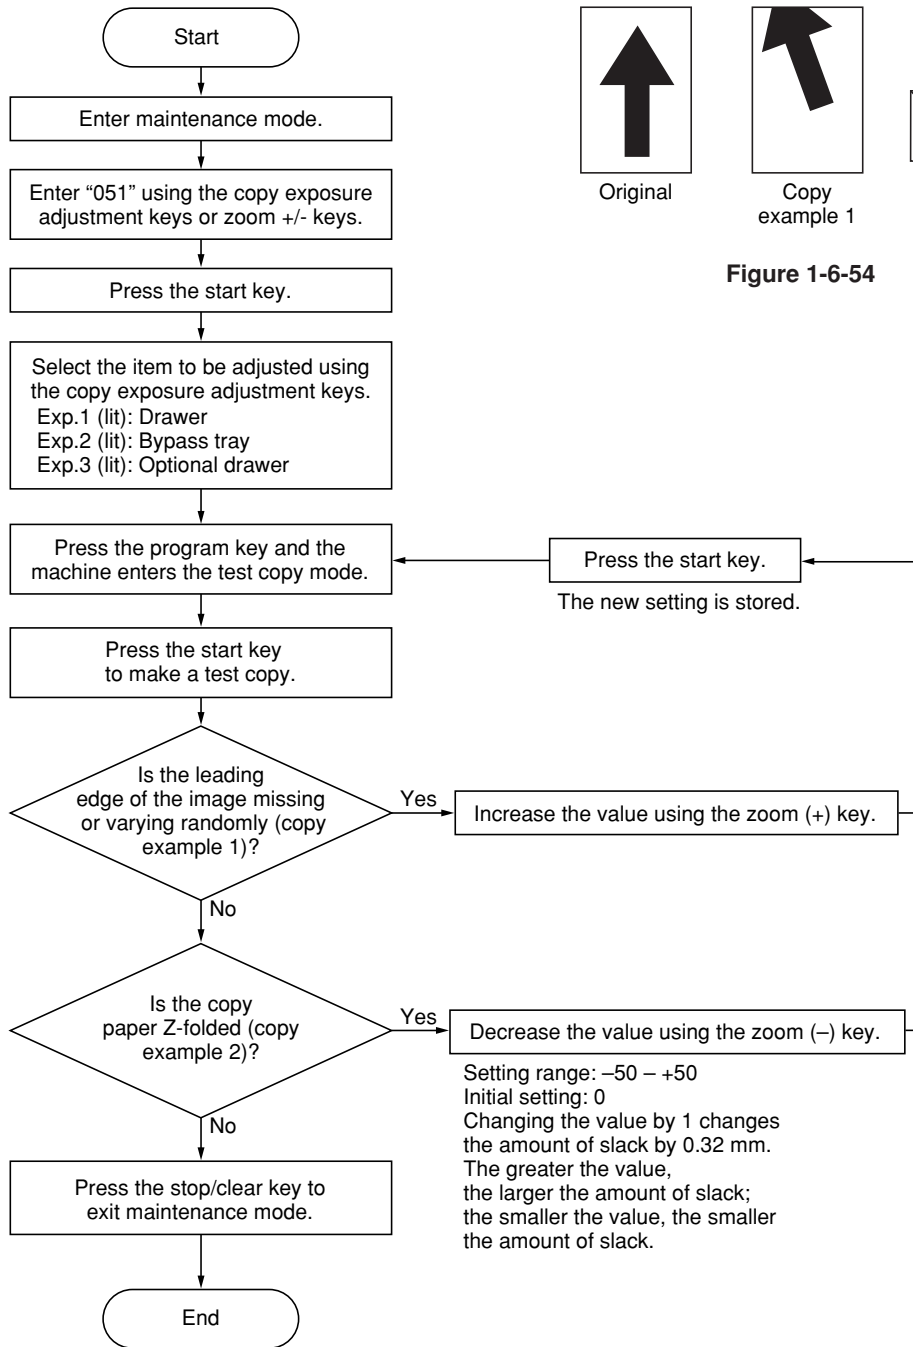 Start
Enter maintenance mode.
Enter “051” using the copy exposure
adjustment keys or zoom +/- keys.
Press the start key.
Select the item to be adjusted using
the copy exposure adjustment keys.
Exp.1 (lit): Drawer
Exp.2 (lit): Bypass tray
Exp.3 (lit): Optional drawer
Press the program key and the
machine enters the test copy mode.
Press the start key
to make a test copy.
Is the leading
edge of the image missing
or varying randomly (copy
example 1)?
Yes
Increase the value using the zoom (+) key.
No
Is the copy
paper Z-folded (copy
example 2)?
Yes
Decrease the value using the zoom (–) key.
Setting range: –50 – +50
Initial setting: 0
Changing the value by 1 changes
the amount of slack by 0.32 mm.
The greater the value,
the larger the amount of slack;
the smaller the value, the smaller
the amount of slack.
No
Press the stop/clear key to
exit maintenance mode.
End
Press the start key.
The new setting is stored.
Original
Copy
example 1
Figure 1-6-54